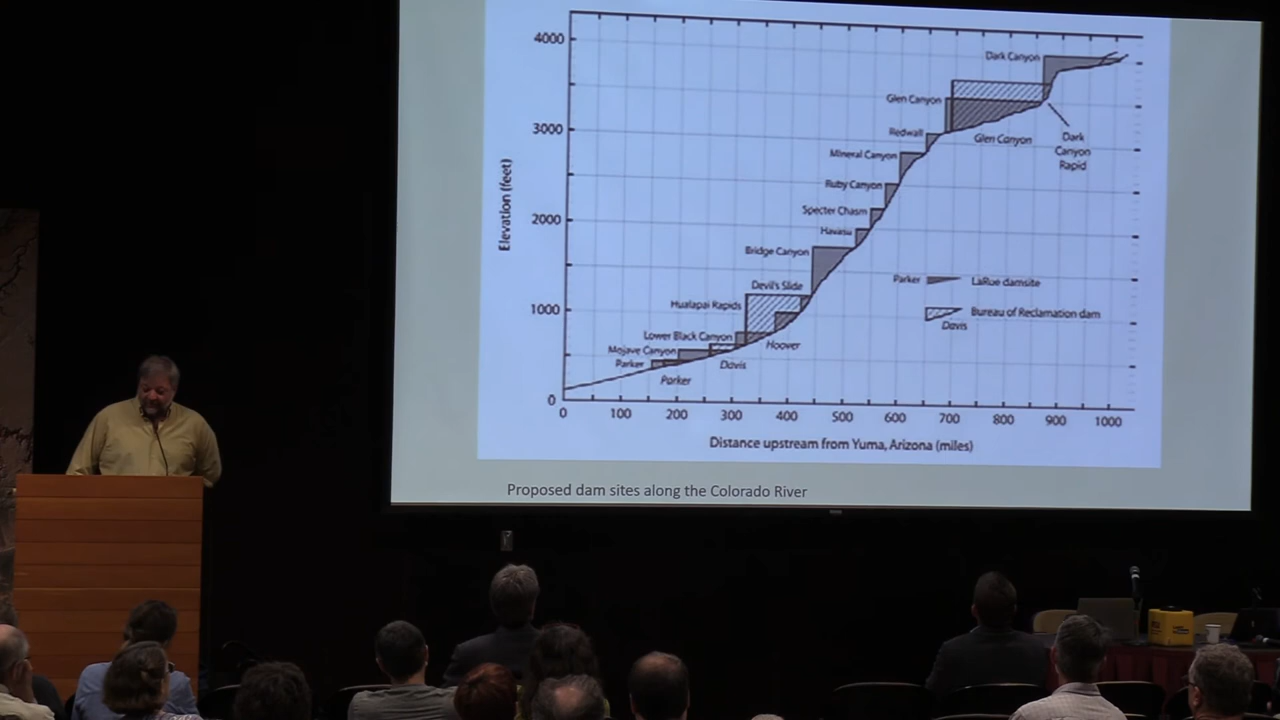 4000
3000
2000
1000
0
Elevation (feet)
Dark Canyon
Glen Canyon
Redwall
Glen Canyon
Dark
Canyon
Rapid
Mineral Canyon
Ruby Canyon
Specter Chasm
Havasu
Bridge Canyon
Devil's Slide
Hualapai Rapids
Lower Black Canyon
Hoover
Mojave Canyon
Parker
Davis
Parker
Parker LaRue damsite
Bureau of Reclamation dam
Davis
0 100 200 300 400 500 600 700 800 900 1000
Distance upstream from Yuma, Arizona (miles)
Proposed dam sites along the Colorado River